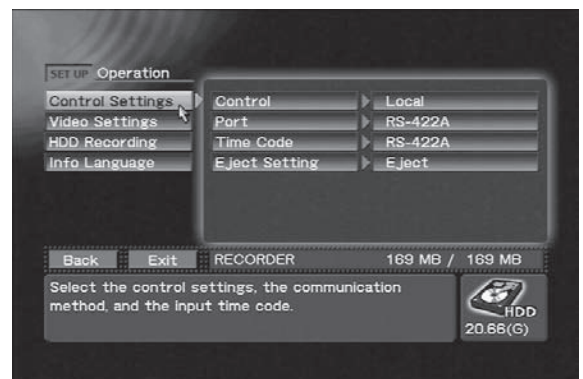 SET UP Operation
Control Settings
Control Local
Video Settings
Port RS-422A
HDD Recording
Time Code RS-422A
Info Language
Eject Setting Eject
Back Exit RECORDER 169 MB / 169 MB
Select the control settings, the communication
method, and the input time code.
HDD
20.66(G)